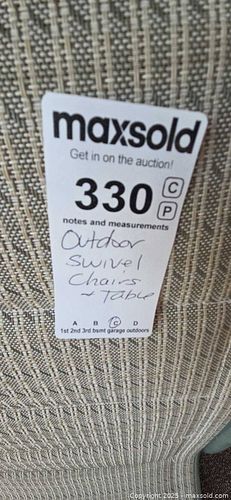 maxsold
Get in on the auction!
330 C
P
notes and measurements
Outdoor
Swivel
Chairs
+ Table
A B C D
1st 2nd 3rd bsmt garage outdoors
Copyright 2025 - maxsold.com